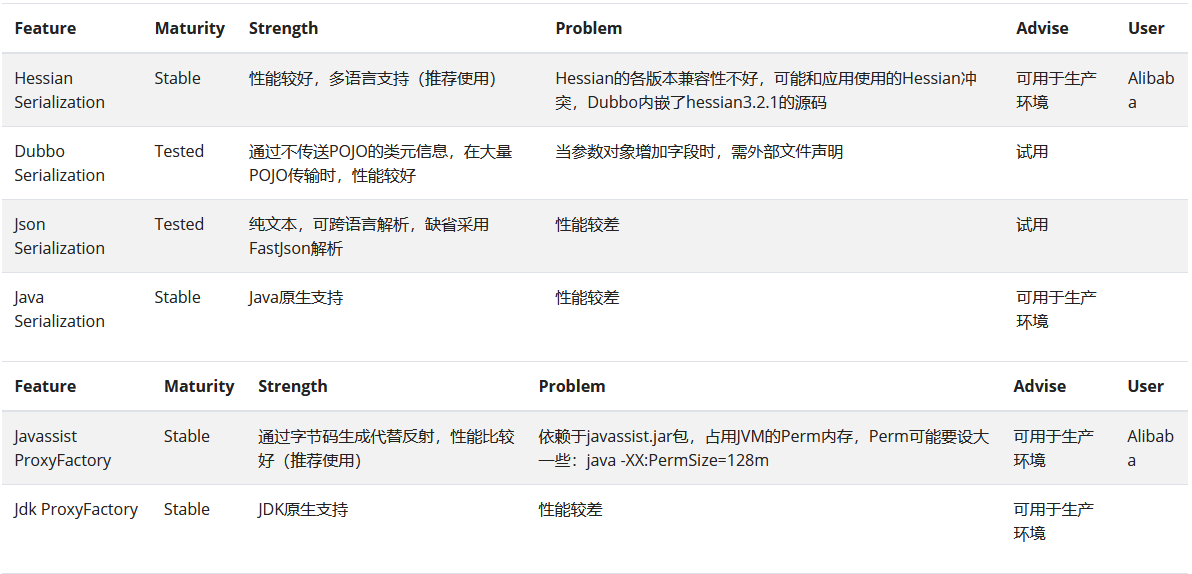 Feature Maturity Strength Problem Advise User
Hessian Serialization Stable 性能较好，多语言支持（推荐使用） Hessian的各版本兼容性不好，可能和应用使用的Hessian冲突，Dubbo内嵌了hessian3.2.1的源码 可用于生产环境 Alibaba
Dubbo Serialization Tested 通过不传送POJO的类元信息，在大量POJO传输时，性能较好 当参数对象增加字段时，需外部文件声明 试用
Json Serialization Tested 纯文本，可跨语言解析，缺省采用FastJson解析 性能较差 试用
Java Serialization Stable Java原生支持 性能较差 可用于生产环境
Feature Maturity Strength Problem Advise User
Javassist ProxyFactory Stable 通过字节码生成代替反射，性能比较好（推荐使用） 依赖于javassist.jar包，占用JVM的Perm内存，Perm可能要设大一些：java -XX:PermSize=128m 可用于生产环境 Alibaba
Jdk ProxyFactory Stable JDK原生支持 性能较差 可用于生产环境